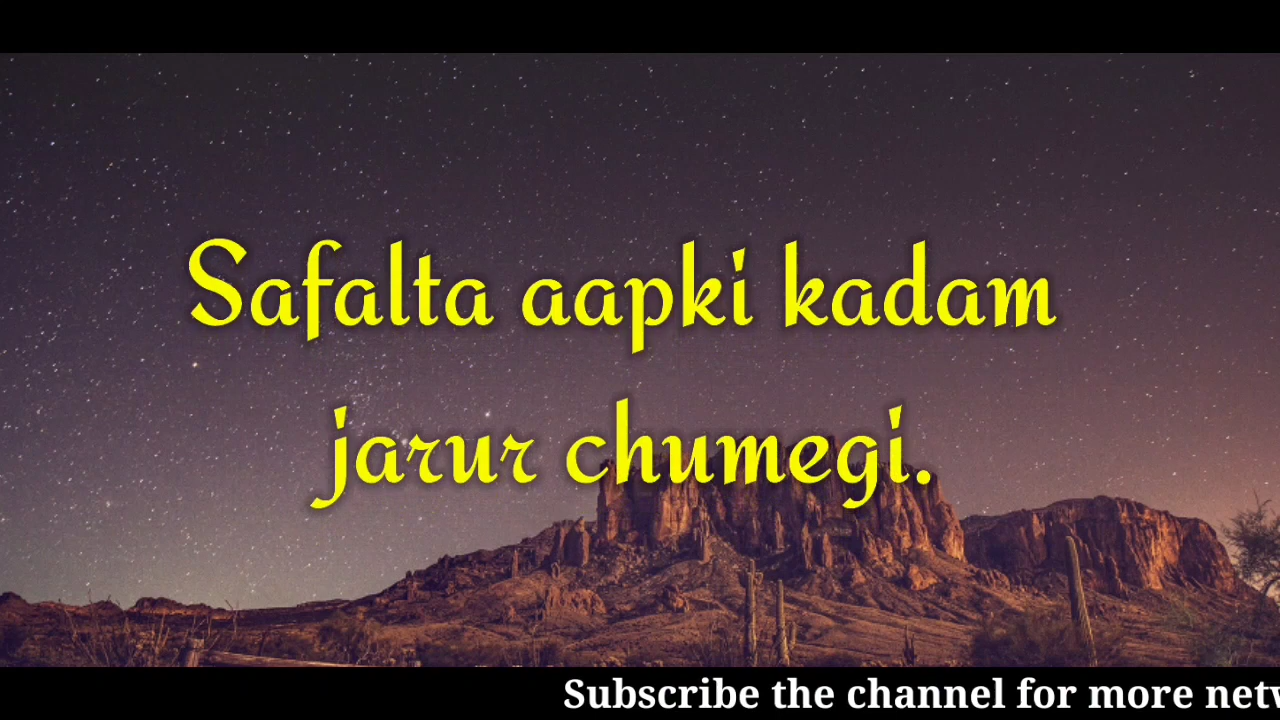 Safalta aapki kadam
jarur chumegi.
Subscribe the channel for more